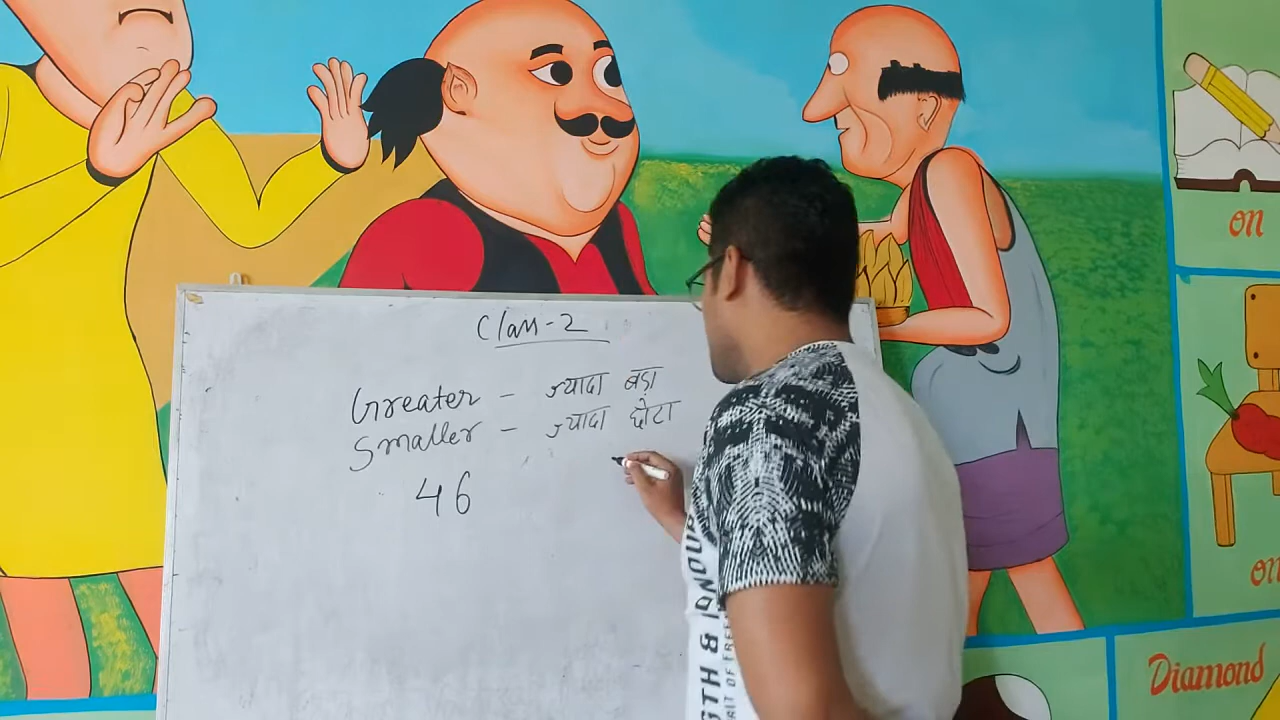 Class-2
Greater - ज्यादा बड़ा
Smaller - ज्यादा छोटा
46
on
on
Diamond